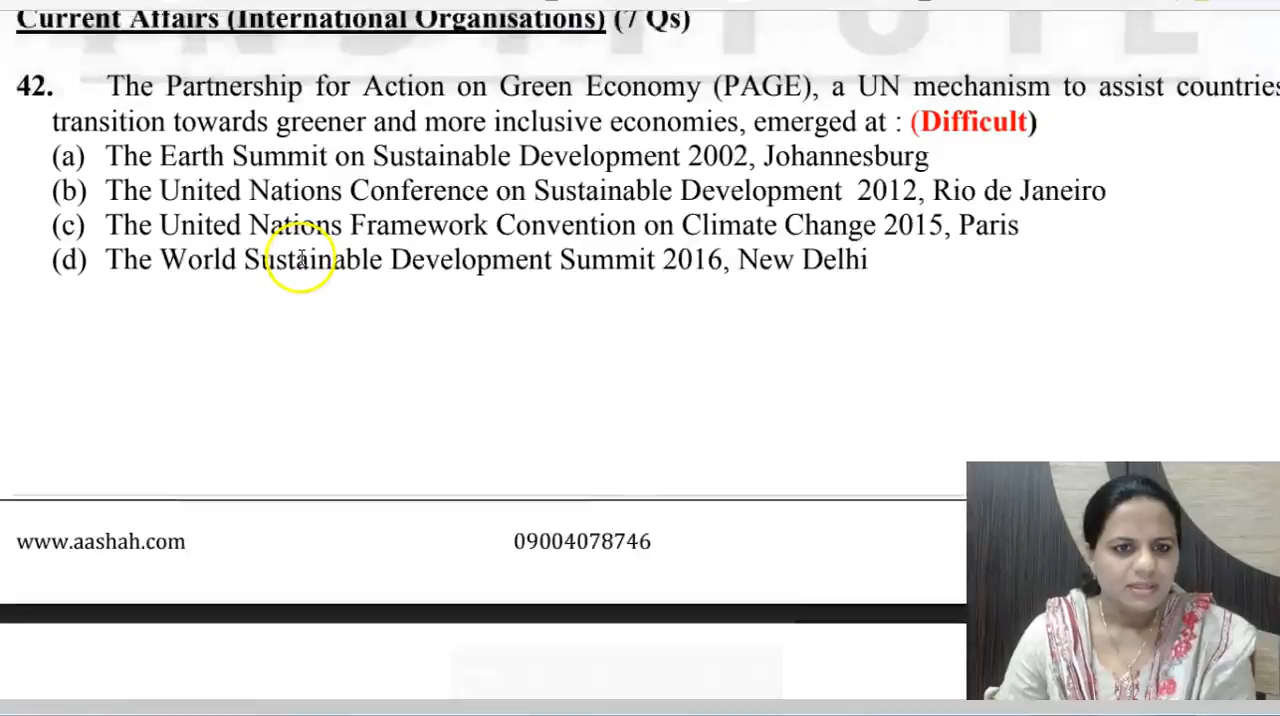 Current Affairs (International Organisations) (7 Qs)
42. The Partnership for Action on Green Economy (PAGE), a UN mechanism to assist countries
transition towards greener and more inclusive economies, emerged at : (Difficult)
(a) The Earth Summit on Sustainable Development 2002, Johannesburg
(b) The United Nations Conference on Sustainable Development 2012, Rio de Janeiro
(c) The United Nations Framework Convention on Climate Change 2015, Paris
(d) The World Sustainable Development Summit 2016, New Delhi
www.aashah.com 09004078746